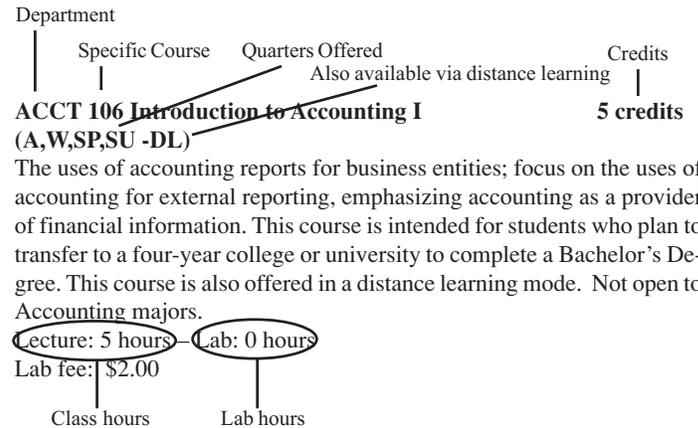 Department
Specific Course Quarters Offered Credits
Also available via distance learning
ACCT 106 Introduction to Accounting I 5 credits
(A,W,SP,SU -DL)
The uses of accounting reports for business entities; focus on the uses of
accounting for external reporting, emphasizing accounting as a provider
of financial information. This course is intended for students who plan to
transfer to a four-year college or university to complete a Bachelor’s De-
gree. This course is also offered in a distance learning mode. Not open to
Accounting majors.
Lecture: 5 hours – Lab: 0 hours
Lab fee: $2.00
Class hours Lab hours